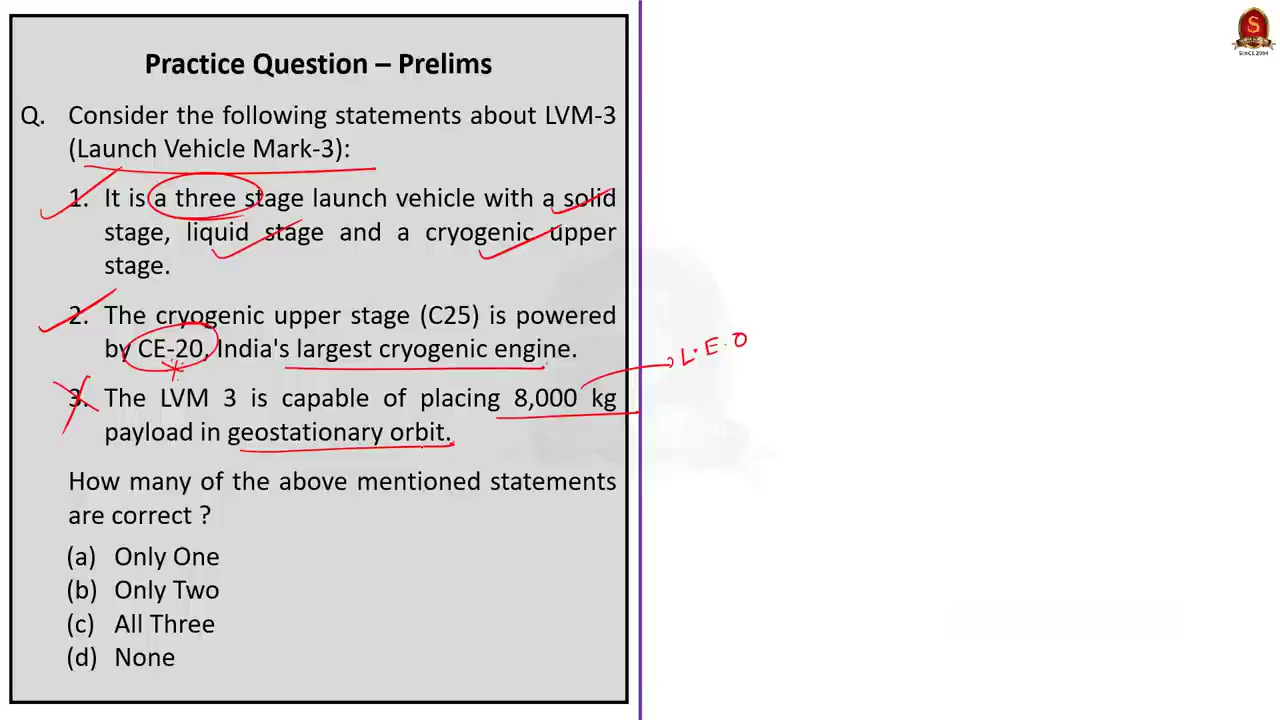 Practice Question – Prelims
Q. Consider the following statements about LVM-3
(Launch Vehicle Mark-3):
1. It is a three stage launch vehicle with a solid
stage, liquid stage and a cryogenic upper
stage.
2. The cryogenic upper stage (C25) is powered
by CE-20, India's largest cryogenic engine.
3. The LVM 3 is capable of placing 8,000 kg
payload in geostationary orbit.
L.E.O
How many of the above mentioned statements
are correct ?
(a) Only One
(b) Only Two
(c) All Three
(d) None
S
SINCE 2004